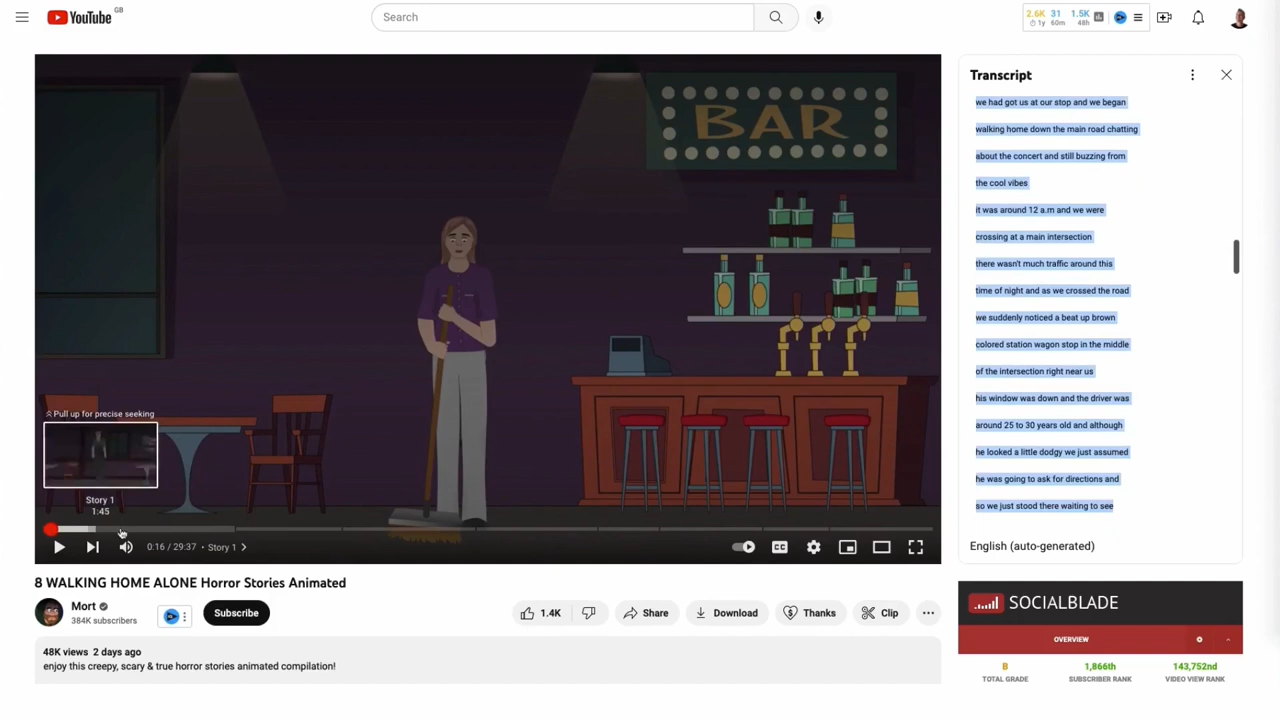 YouTube GB
Search
2.6K 31 1.5K
1y 60m 48h
BAR
Pull up for precise seeking
Story 1
1:45
0:16 / 29:37 • Story 1
CC
8 WALKING HOME ALONE Horror Stories Animated
Mort
384K subscribers
Subscribe
1.4K
Share
Download
Thanks
Clip
48K views 2 days ago
enjoy this creepy, scary & true horror stories animated compilation!
Transcript
we had got us at our stop and we began
walking home down the main road chatting
about the concert and still buzzing from
the cool vibes
it was around 12 a.m and we were
crossing at a main intersection
there wasn't much traffic around this
time of night and as we crossed the road
we suddenly noticed a beat up brown
colored station wagon stop in the middle
of the intersection right near us
his window was down and the driver was
around 25 to 30 years old and although
he looked a little dodgy we just assumed
he was going to ask for directions and
so we just stood there waiting to see
English (auto-generated)
SOCIALBLADE
OVERVIEW
B 1,866th 143,752nd
TOTAL GRADE SUBSCRIBER RANK VIDEO VIEW RANK